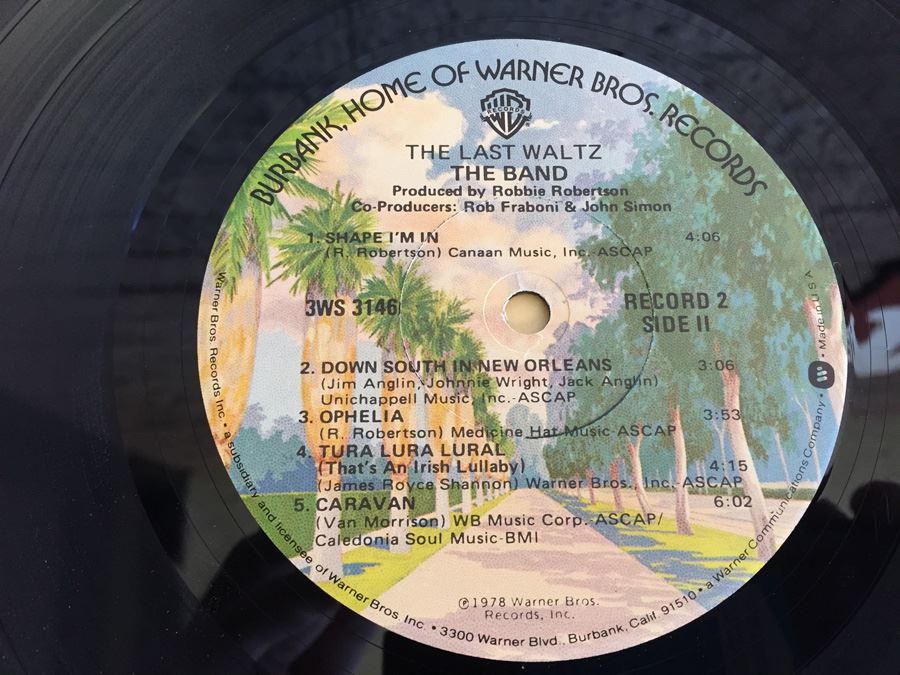 BURBANK, HOME OF WARNER BROS. RECORDS
WB
RECORDS
THE LAST WALTZ
THE BAND
Produced by Robbie Robertson
Co-Producers: Rob Fraboni & John Simon
1. SHAPE I'M IN 4:06
(R. Robertson) Canaan Music, Inc.-ASCAP
3WS 3146 RECORD 2
SIDE II
2. DOWN SOUTH IN NEW ORLEANS 3:06
(Jim Anglin, Johnnie Wright, Jack Anglin)
Unichappell Music, Inc.-ASCAP
3. OPHELIA 3:53
(R. Robertson) Medicine Hat Music-ASCAP
4. TURA LURA LURAL
(That's An Irish Lullaby) 4:15
(James Royce Shannon) Warner Bros., Inc.-ASCAP
5. CARAVAN 6:02
(Van Morrison) WB Music Corp.-ASCAP/
Caledonia Soul Music-BMI
℗1978 Warner Bros.
Records, Inc.
Warner Bros. Records Inc. • a subsidiary and licensee of Warner Bros. Inc. • 3300 Warner Blvd., Burbank, Calif. 91510 • a Warner Communications Company • Made in U S A